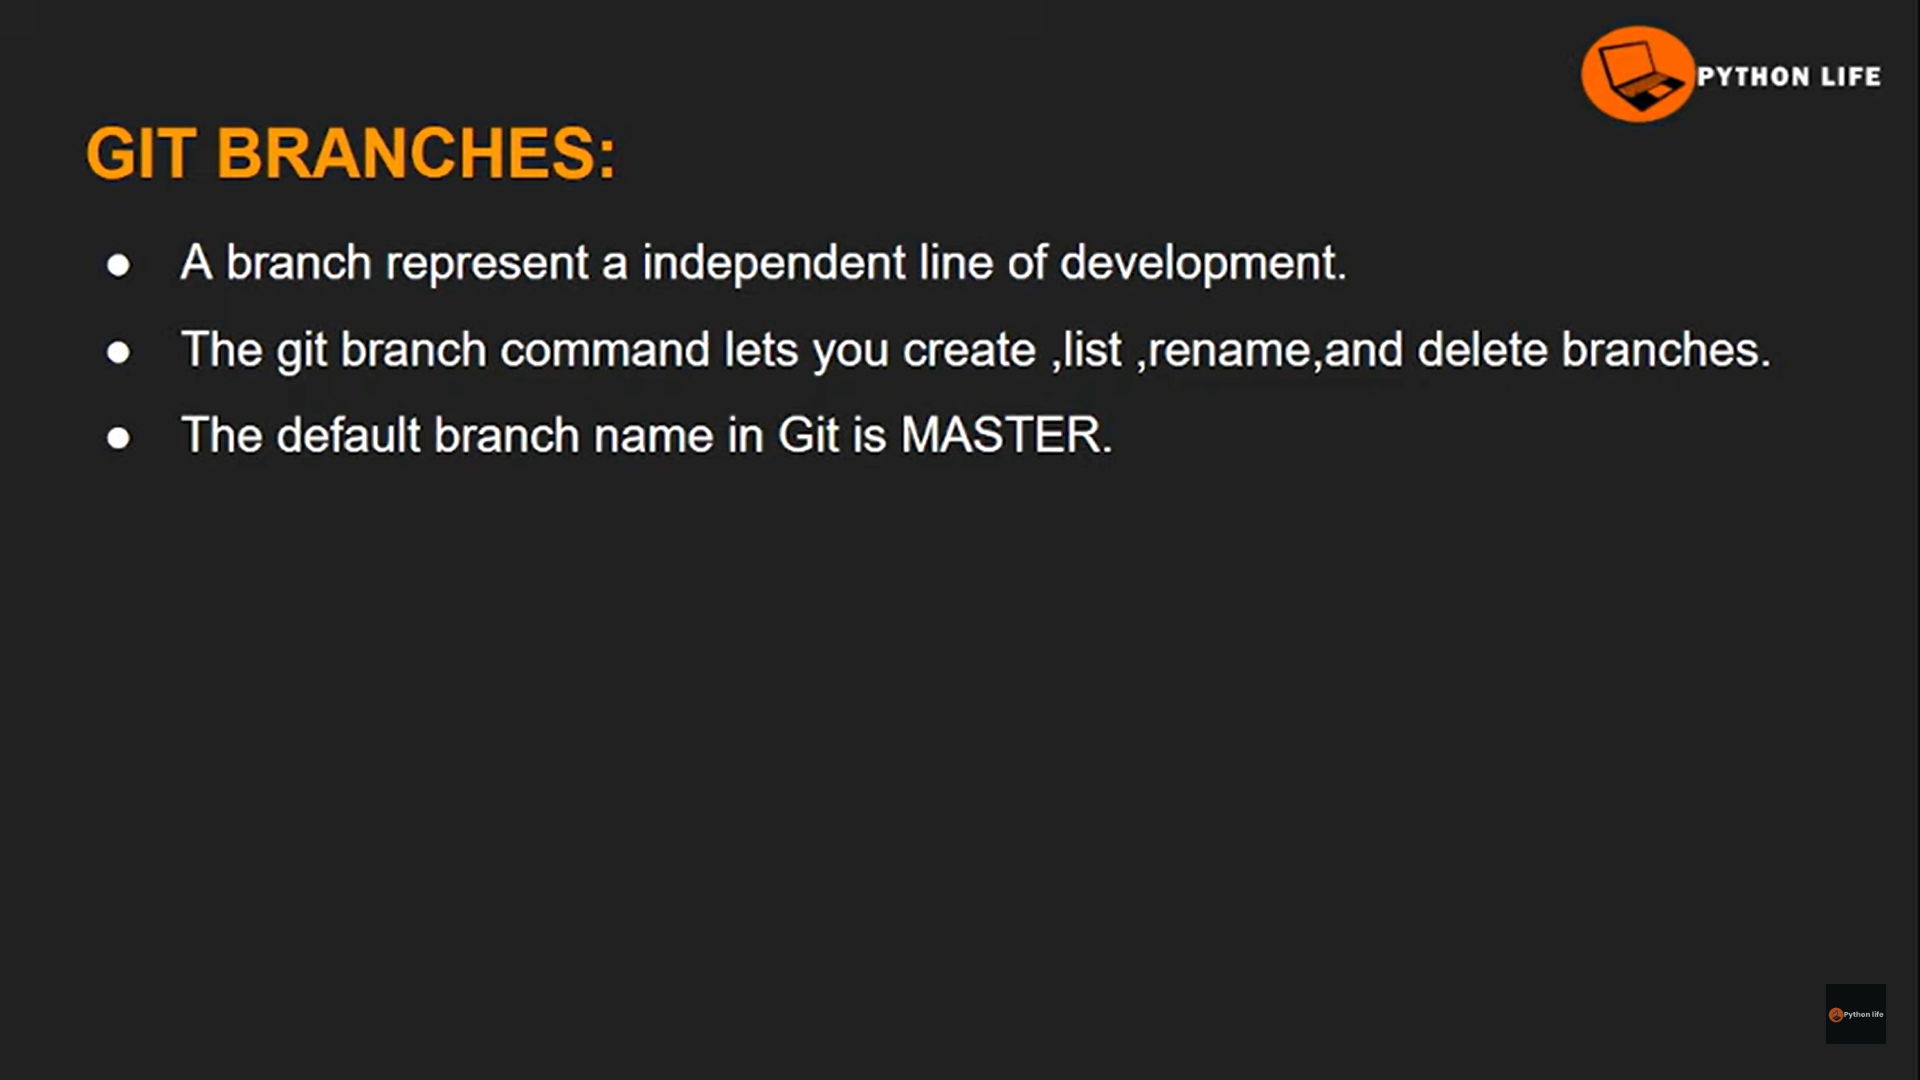 PYTHON LIFE
GIT BRANCHES:
● A branch represent a independent line of development.
● The git branch command lets you create ,list ,rename,and delete branches.
● The default branch name in Git is MASTER.
Python life